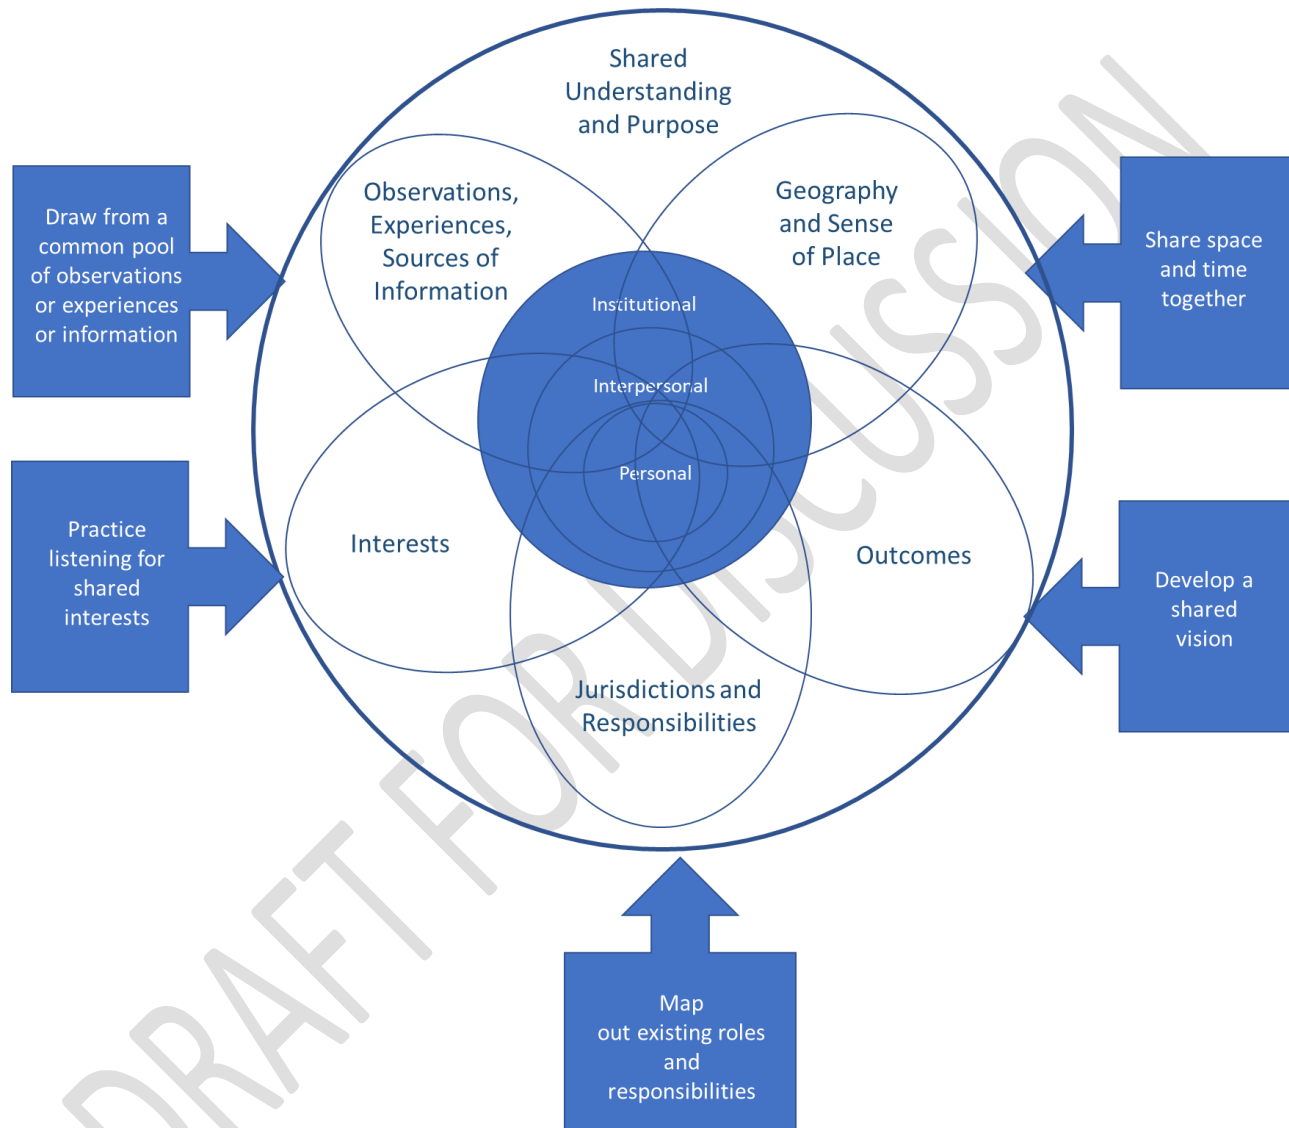 Shared
Understanding
and Purpose
Observations,
Experiences,
Sources of
Information
Geography
and Sense
of Place
Draw from a
common pool
of observations
or experiences
or information
Share space
and time
together
Institutional
Interpersonal
Personal
Interests
Outcomes
Practice
listening for
shared
interests
Develop a
shared
vision
Jurisdictions and
Responsibilities
Map
out existing roles
and
responsibilities
DRAFT FOR DISCUSSION